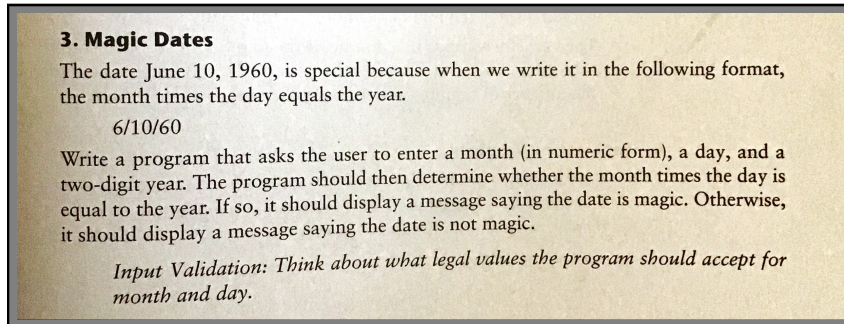 3. Magic Dates
The date June 10, 1960, is special because when we write it in the following format,
the month times the day equals the year.
6/10/60
Write a program that asks the user to enter a month (in numeric form), a day, and a
two-digit year. The program should then determine whether the month times the day is
equal to the year. If so, it should display a message saying the date is magic. Otherwise,
it should display a message saying the date is not magic.
Input Validation: Think about what legal values the program should accept for
month and day.